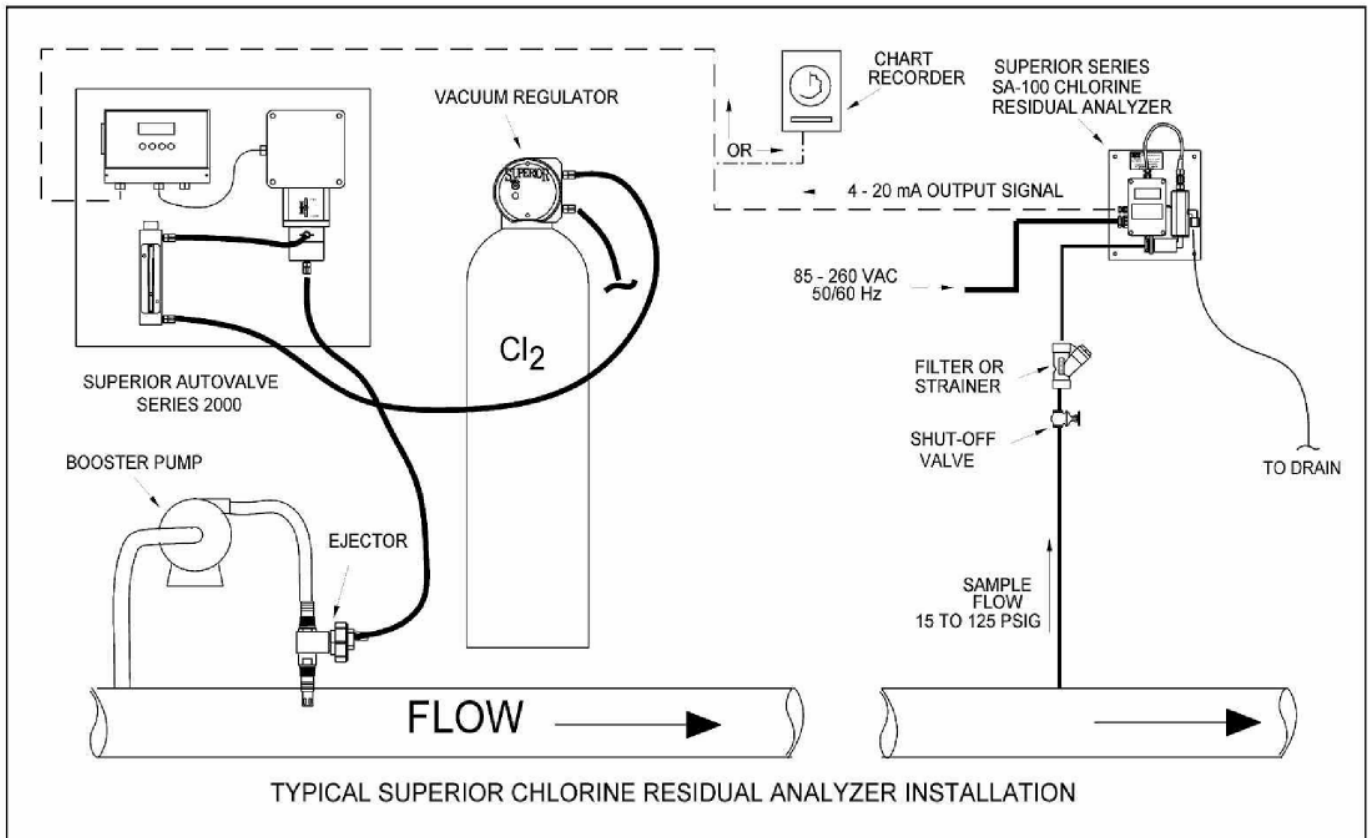 CHART
RECORDER
SUPERIOR SERIES
SA-100 CHLORINE
RESIDUAL ANALYZER
VACUUM REGULATOR
SUPERIOR
OR
4 - 20 mA OUTPUT SIGNAL
85 - 260 VAC
50/60 Hz
Cl2
SUPERIOR AUTOVALVE
SERIES 2000
FILTER OR
STRAINER
SHUT-OFF
VALVE
TO DRAIN
BOOSTER PUMP
EJECTOR
SAMPLE
FLOW
15 TO 125 PSIG
FLOW
TYPICAL SUPERIOR CHLORINE RESIDUAL ANALYZER INSTALLATION